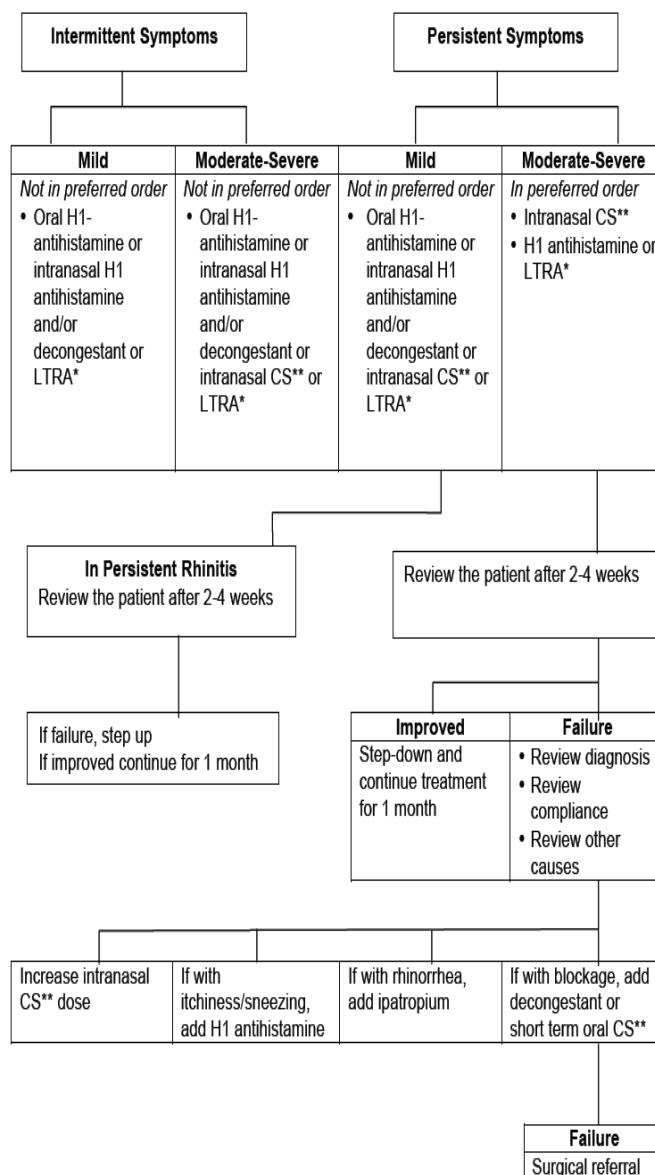 Intermittent Symptoms
Persistent Symptoms
Mild
Not in preferred order
• Oral H1-
antihistamine or
intranasal H1
antihistamine
and/or
decongestant or
LTRA*
Moderate-Severe
Not in preferred order
• Oral H1-
antihistamine or
intranasal H1
antihistamine
and/or
decongestant or
intranasal CS** or
LTRA*
Mild
Not in preferred order
• Oral H1-
antihistamine or
intranasal H1
antihistamine
and/or
decongestant or
intranasal CS** or
LTRA*
Moderate-Severe
In pereferred order
• Intranasal CS**
• H1 antihistamine or
LTRA*
In Persistent Rhinitis
Review the patient after 2-4 weeks
Review the patient after 2-4 weeks
If failure, step up
If improved continue for 1 month
Improved
Step-down and
continue treatment
for 1 month
Failure
• Review diagnosis
• Review
compliance
• Review other
causes
Increase intranasal
CS** dose
If with
itchiness/sneezing,
add H1 antihistamine
If with rhinorrhea,
add ipatropium
If with blockage, add
decongestant or
short term oral CS**
Failure
Surgical referral